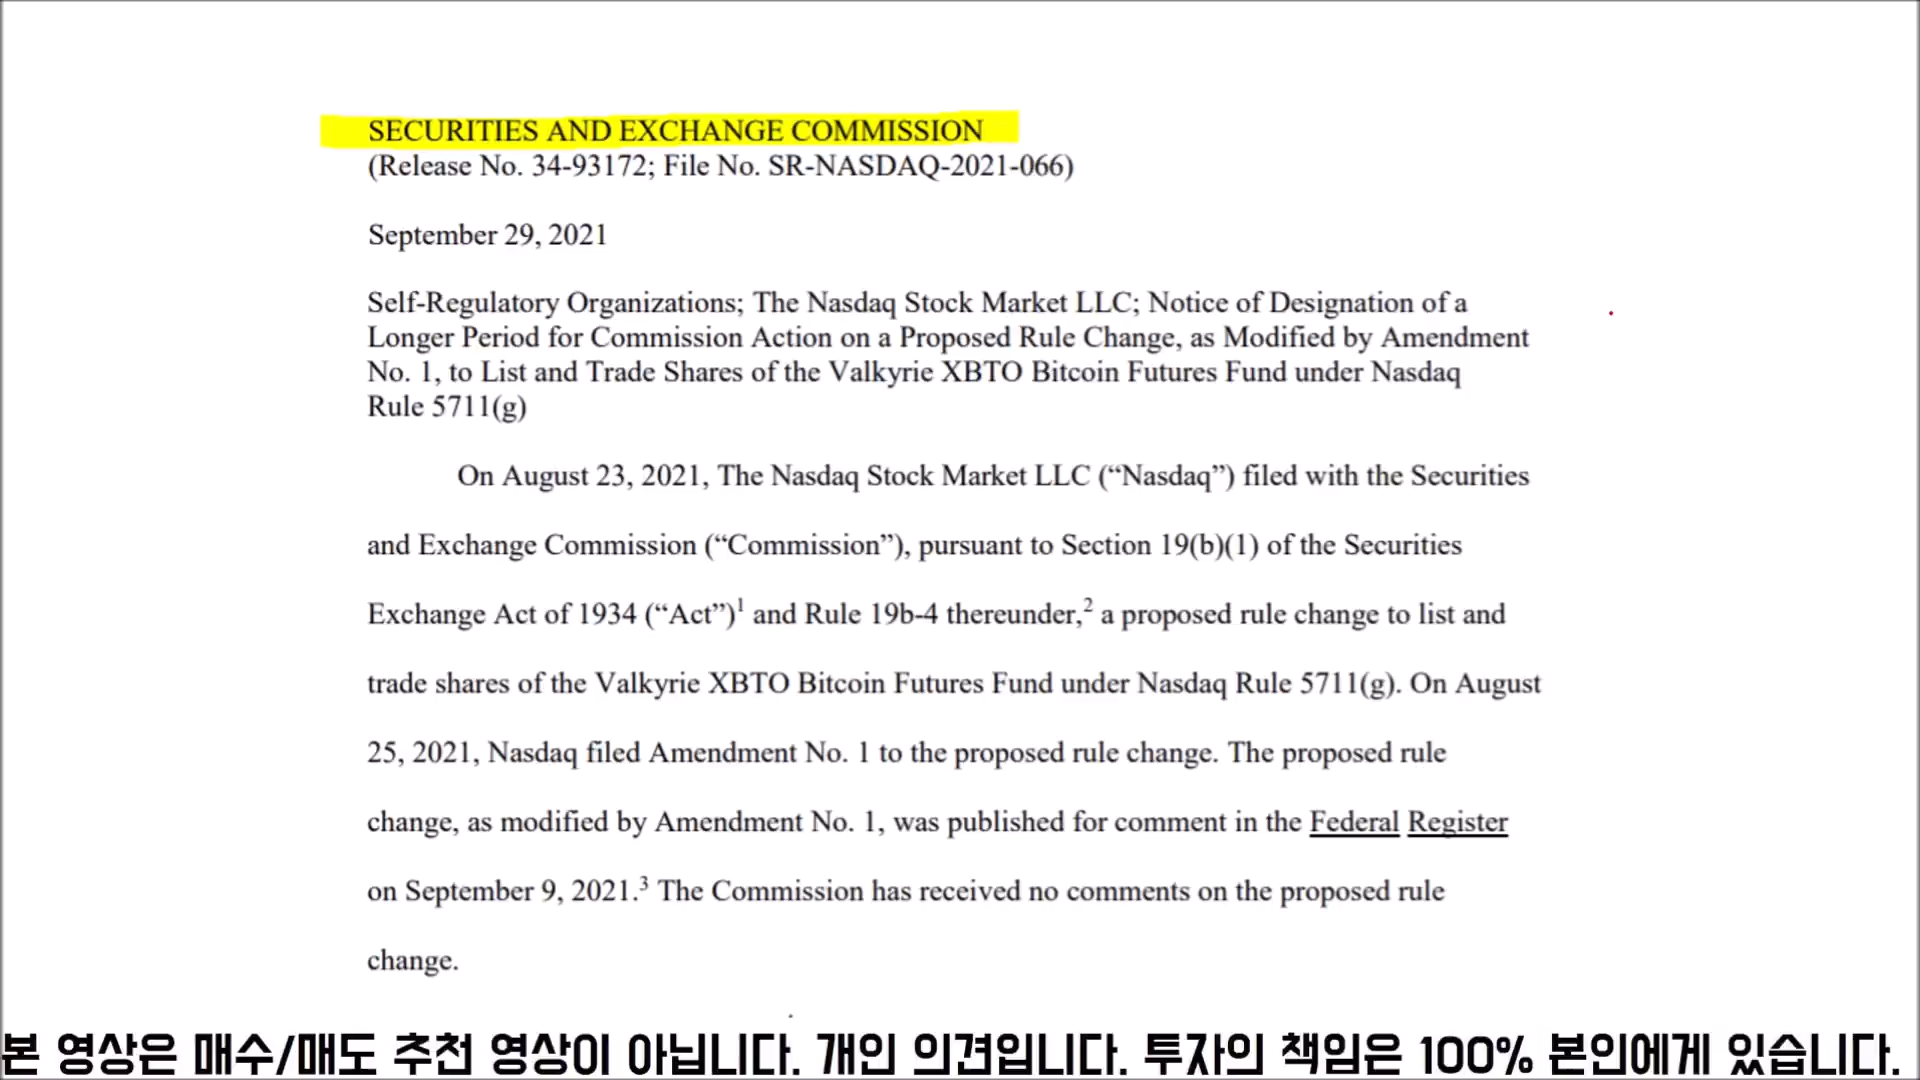 SECURITIES AND EXCHANGE COMMISSION
(Release No. 34-93172; File No. SR-NASDAQ-2021-066)
September 29, 2021
Self-Regulatory Organizations; The Nasdaq Stock Market LLC; Notice of Designation of a
Longer Period for Commission Action on a Proposed Rule Change, as Modified by Amendment
No. 1, to List and Trade Shares of the Valkyrie XBTO Bitcoin Futures Fund under Nasdaq
Rule 5711(g)
On August 23, 2021, The Nasdaq Stock Market LLC (“Nasdaq”) filed with the Securities
and Exchange Commission (“Commission”), pursuant to Section 19(b)(1) of the Securities
Exchange Act of 1934 (“Act”)1 and Rule 19b-4 thereunder,2 a proposed rule change to list and
trade shares of the Valkyrie XBTO Bitcoin Futures Fund under Nasdaq Rule 5711(g). On August
25, 2021, Nasdaq filed Amendment No. 1 to the proposed rule change. The proposed rule
change, as modified by Amendment No. 1, was published for comment in the Federal Register
on September 9, 2021.3 The Commission has received no comments on the proposed rule
change.
본 영상은 매수/매도 추천 영상이 아닙니다. 개인 의견입니다. 투자의 책임은 100% 본인에게 있습니다.